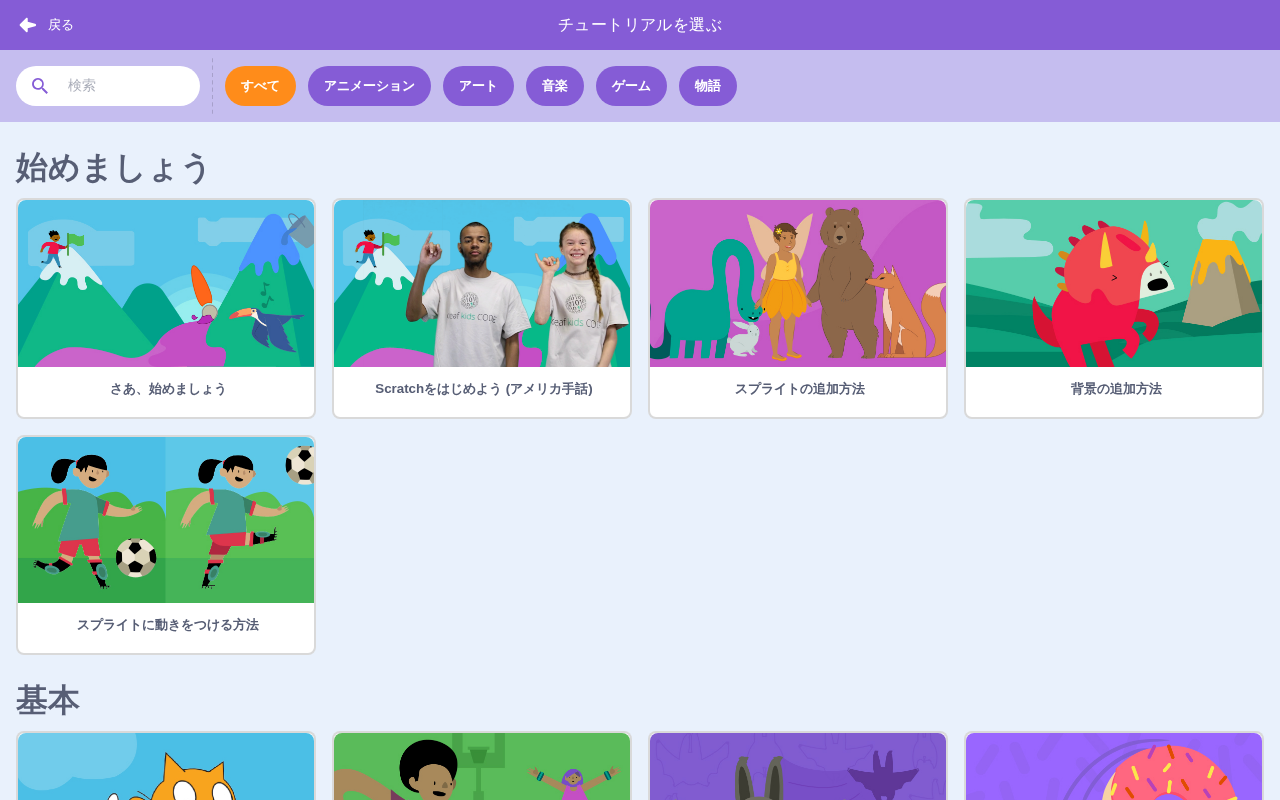 戻る
チュートリアルを選ぶ
検索
すべて
アニメーション
アート
音楽
ゲーム
物語
始めましょう
さあ、始めましょう
Scratchをはじめよう (アメリカ手話)
スプライトの追加方法
背景の追加方法
スプライトに動きをつける方法
基本